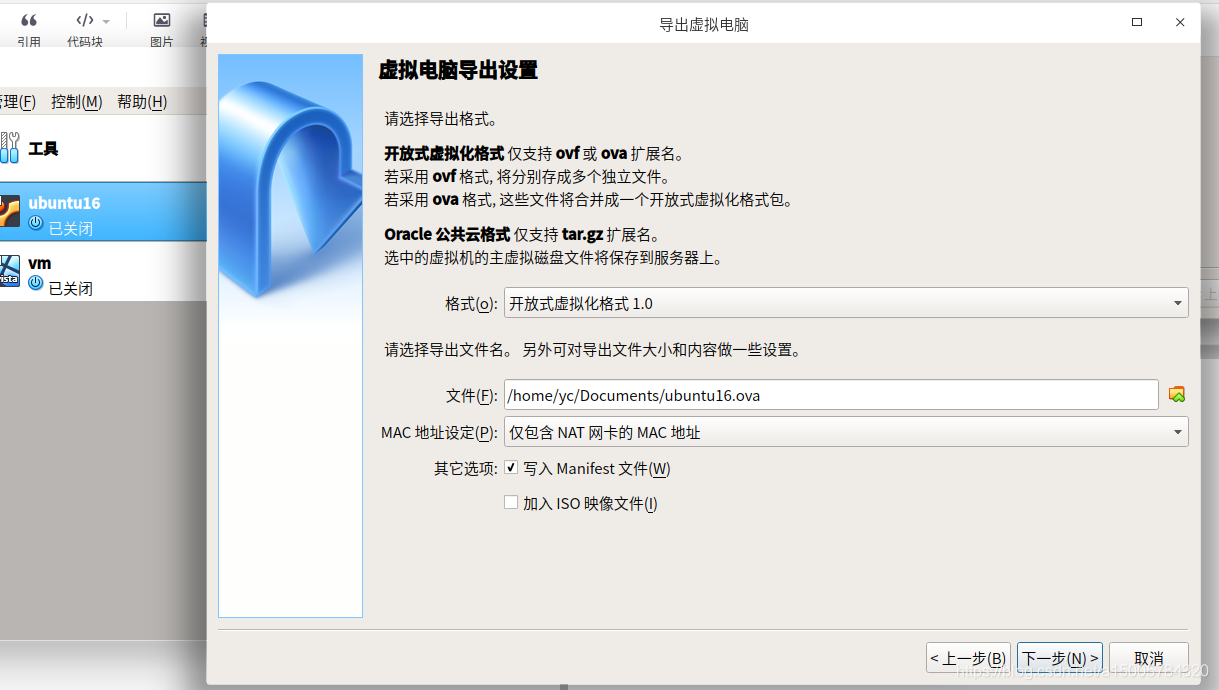 导出虚拟电脑
引用 代码块 图片
管理(F) 控制(M) 帮助(H)
工具
ubuntu16
已关闭
vm
已关闭
虚拟电脑导出设置
请选择导出格式。
开放式虚拟化格式 仅支持 ovf 或 ova 扩展名。
若采用 ovf 格式, 将分别存成多个独立文件。
若采用 ova 格式, 这些文件将合并成一个开放式虚拟化格式包。
Oracle 公共云格式 仅支持 tar.gz 扩展名。
选中的虚拟机的主虚拟磁盘文件将保存到服务器上。
格式(o): 开放式虚拟化格式 1.0
请选择导出文件名。 另外可对导出文件大小和内容做一些设置。
文件(F): /home/yc/Documents/ubuntu16.ova
MAC 地址设定(P): 仅包含 NAT 网卡的 MAC 地址
其它选项: 写入 Manifest 文件(W)
加入 ISO 映像文件(I)
< 上一步(B) 下一步(N) > 取消